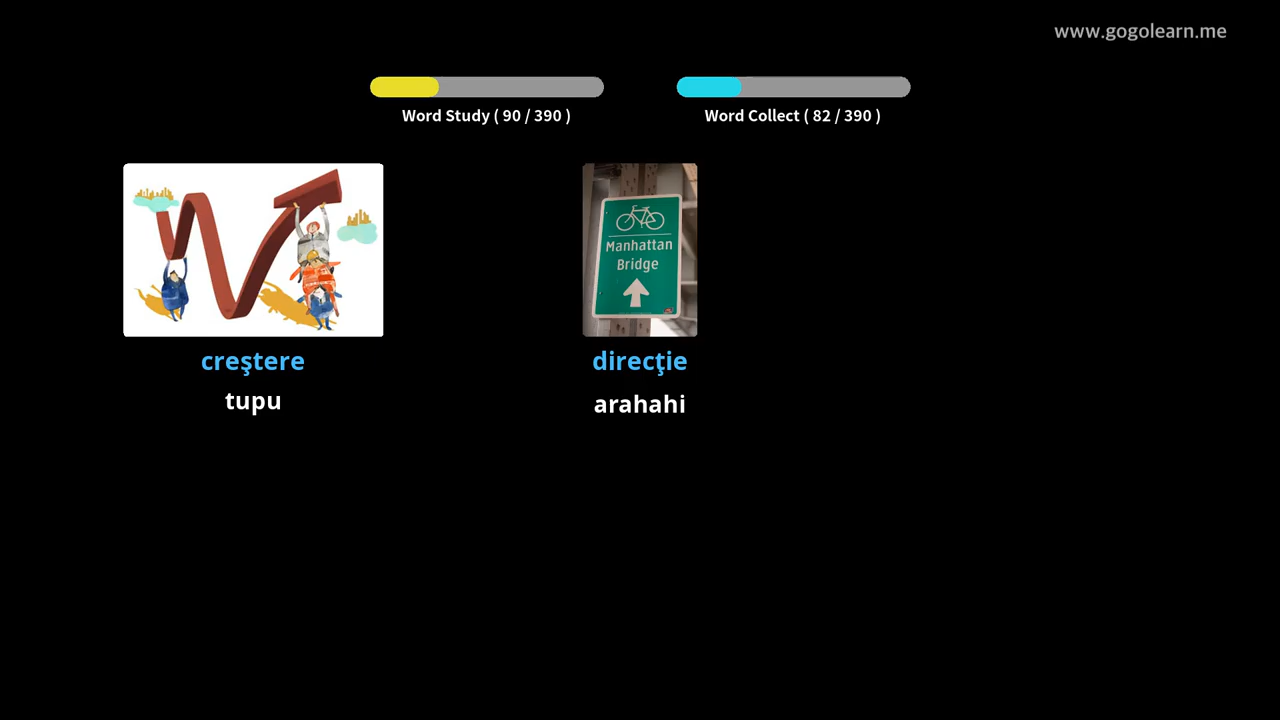 www.gogolearn.me
Word Study ( 90 / 390 )
Word Collect ( 82 / 390 )
Manhattan
Bridge
creştere
direcţie
tupu
arahahi